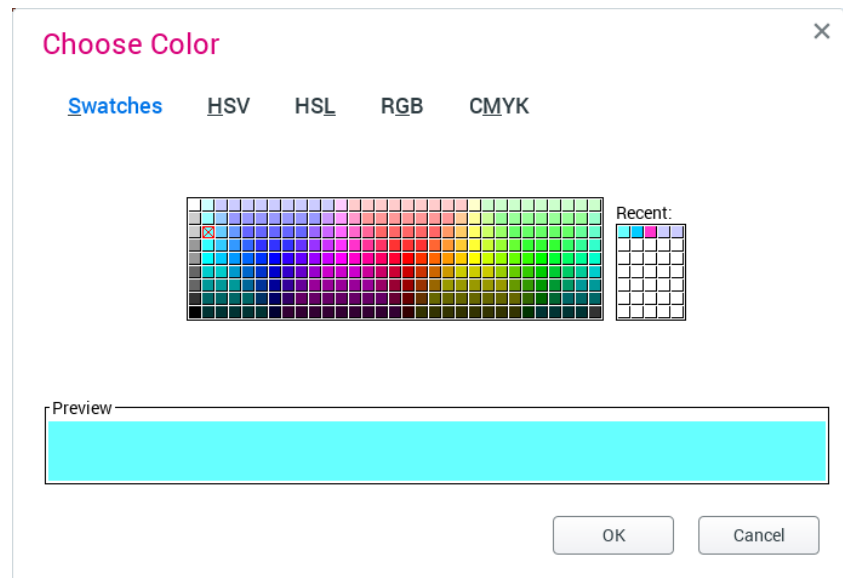 Choose Color
Swatches HSV HSL RGB CMYK
Recent:
Preview
OK Cancel